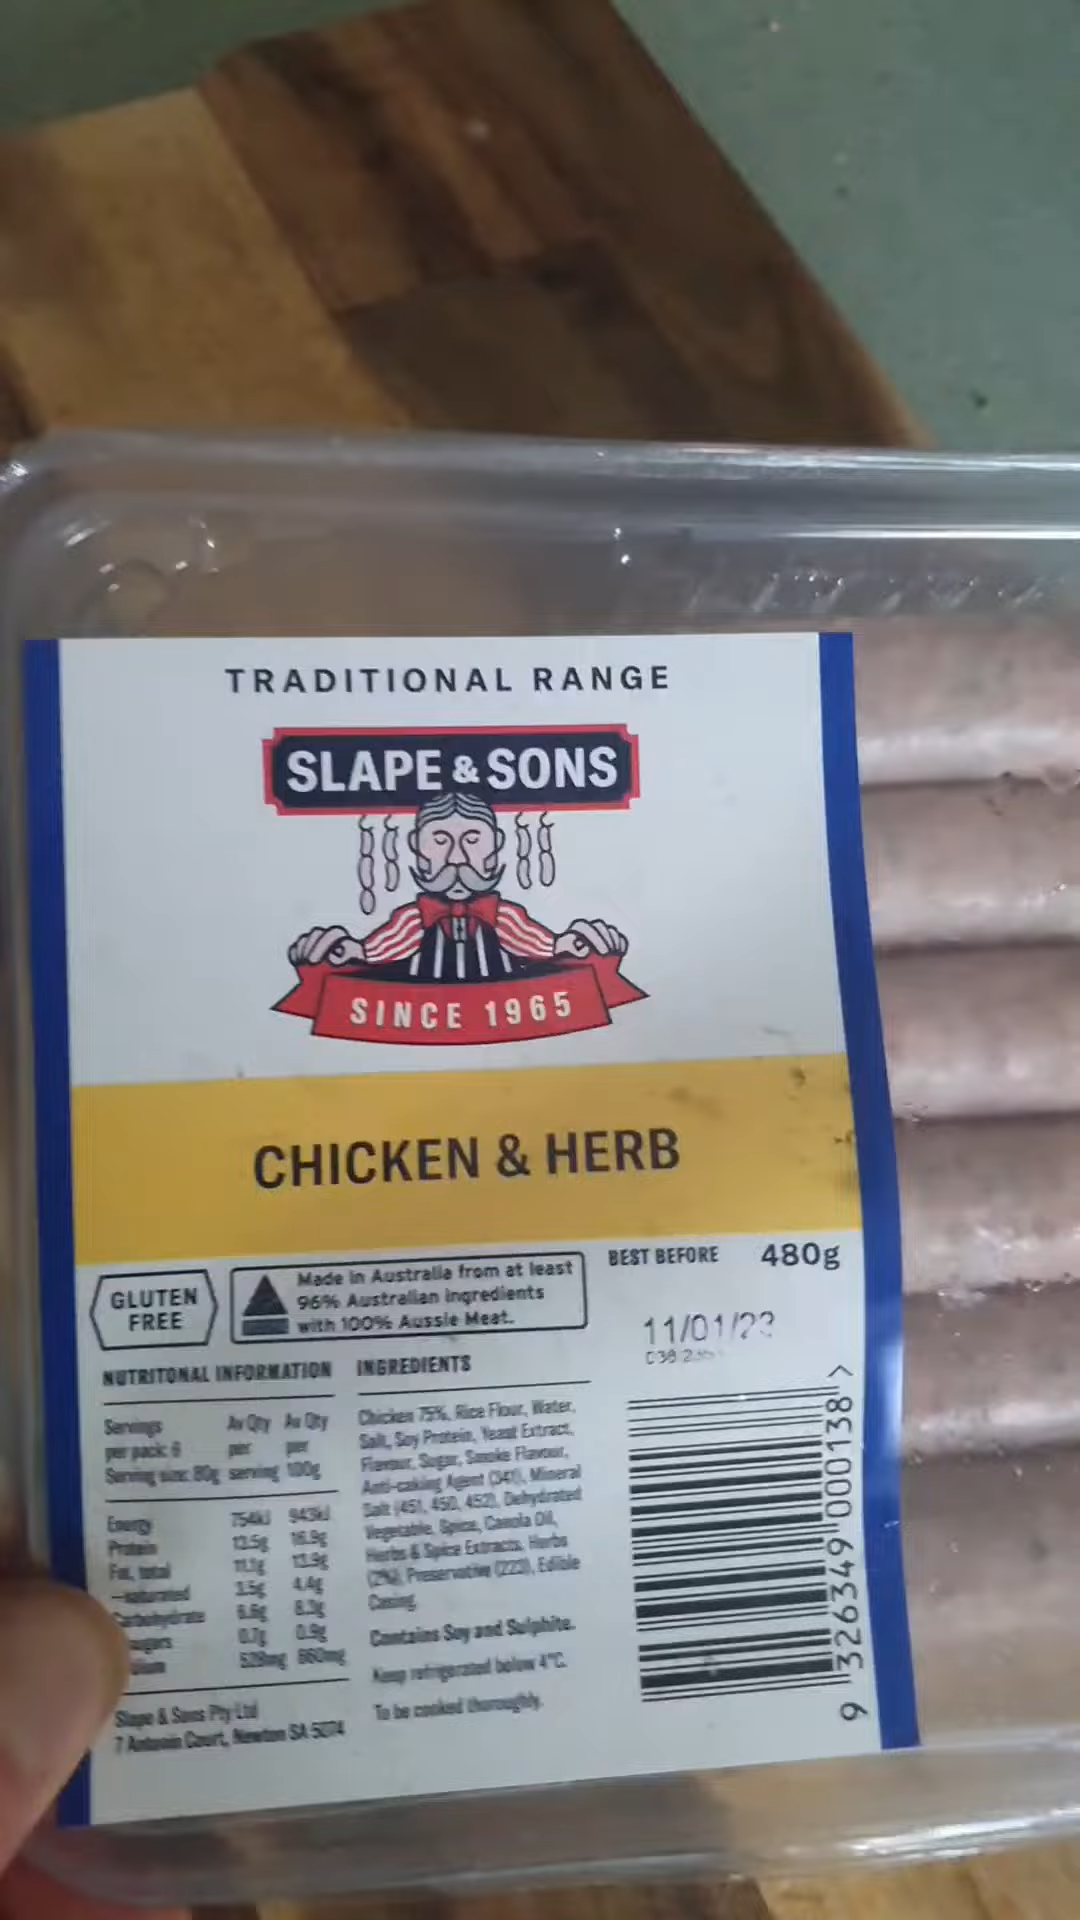 TRADITIONAL RANGE
SLAPE & SONS
SINCE 1965
CHICKEN & HERB
GLUTEN
FREE
Made in Australia from at least
96% Australian ingredients
with 100% Aussie Meat.
BEST BEFORE 480g
11/01/23
NUTRITONAL INFORMATION
Servings Av Qty Av Qty
per pack: 6 per per
Serving size: 80g serving 100g
Energy 754kJ 943kJ
Protein 13.5g 16.9g
Fat, total 11.1g 13.9g
—saturated 3.5g 4.4g
Carbohydrate 6.6g 8.3g
sugars 0.7g 0.9g
528mg 660mg
Slape & Sons Pty Ltd
7 Antonin Court, Newton SA 5074
INGREDIENTS
Chicken 75%, Rice Flour, Water,
Salt, Soy Protein, Yeast Extract,
Flavour, Sugar, Smoke Flavour,
Anti-caking Agent (341), Mineral
Salt (451, 450, 452), Dehydrated
Vegetable, Spice, Canola Oil,
Herbs & Spice Extracts, Herbs
(2%), Preservative (223), Edible
Casing.
Contains Soy and Sulphite.
Keep refrigerated below 4°C.
To be cooked thoroughly.
9 326349 000138 >